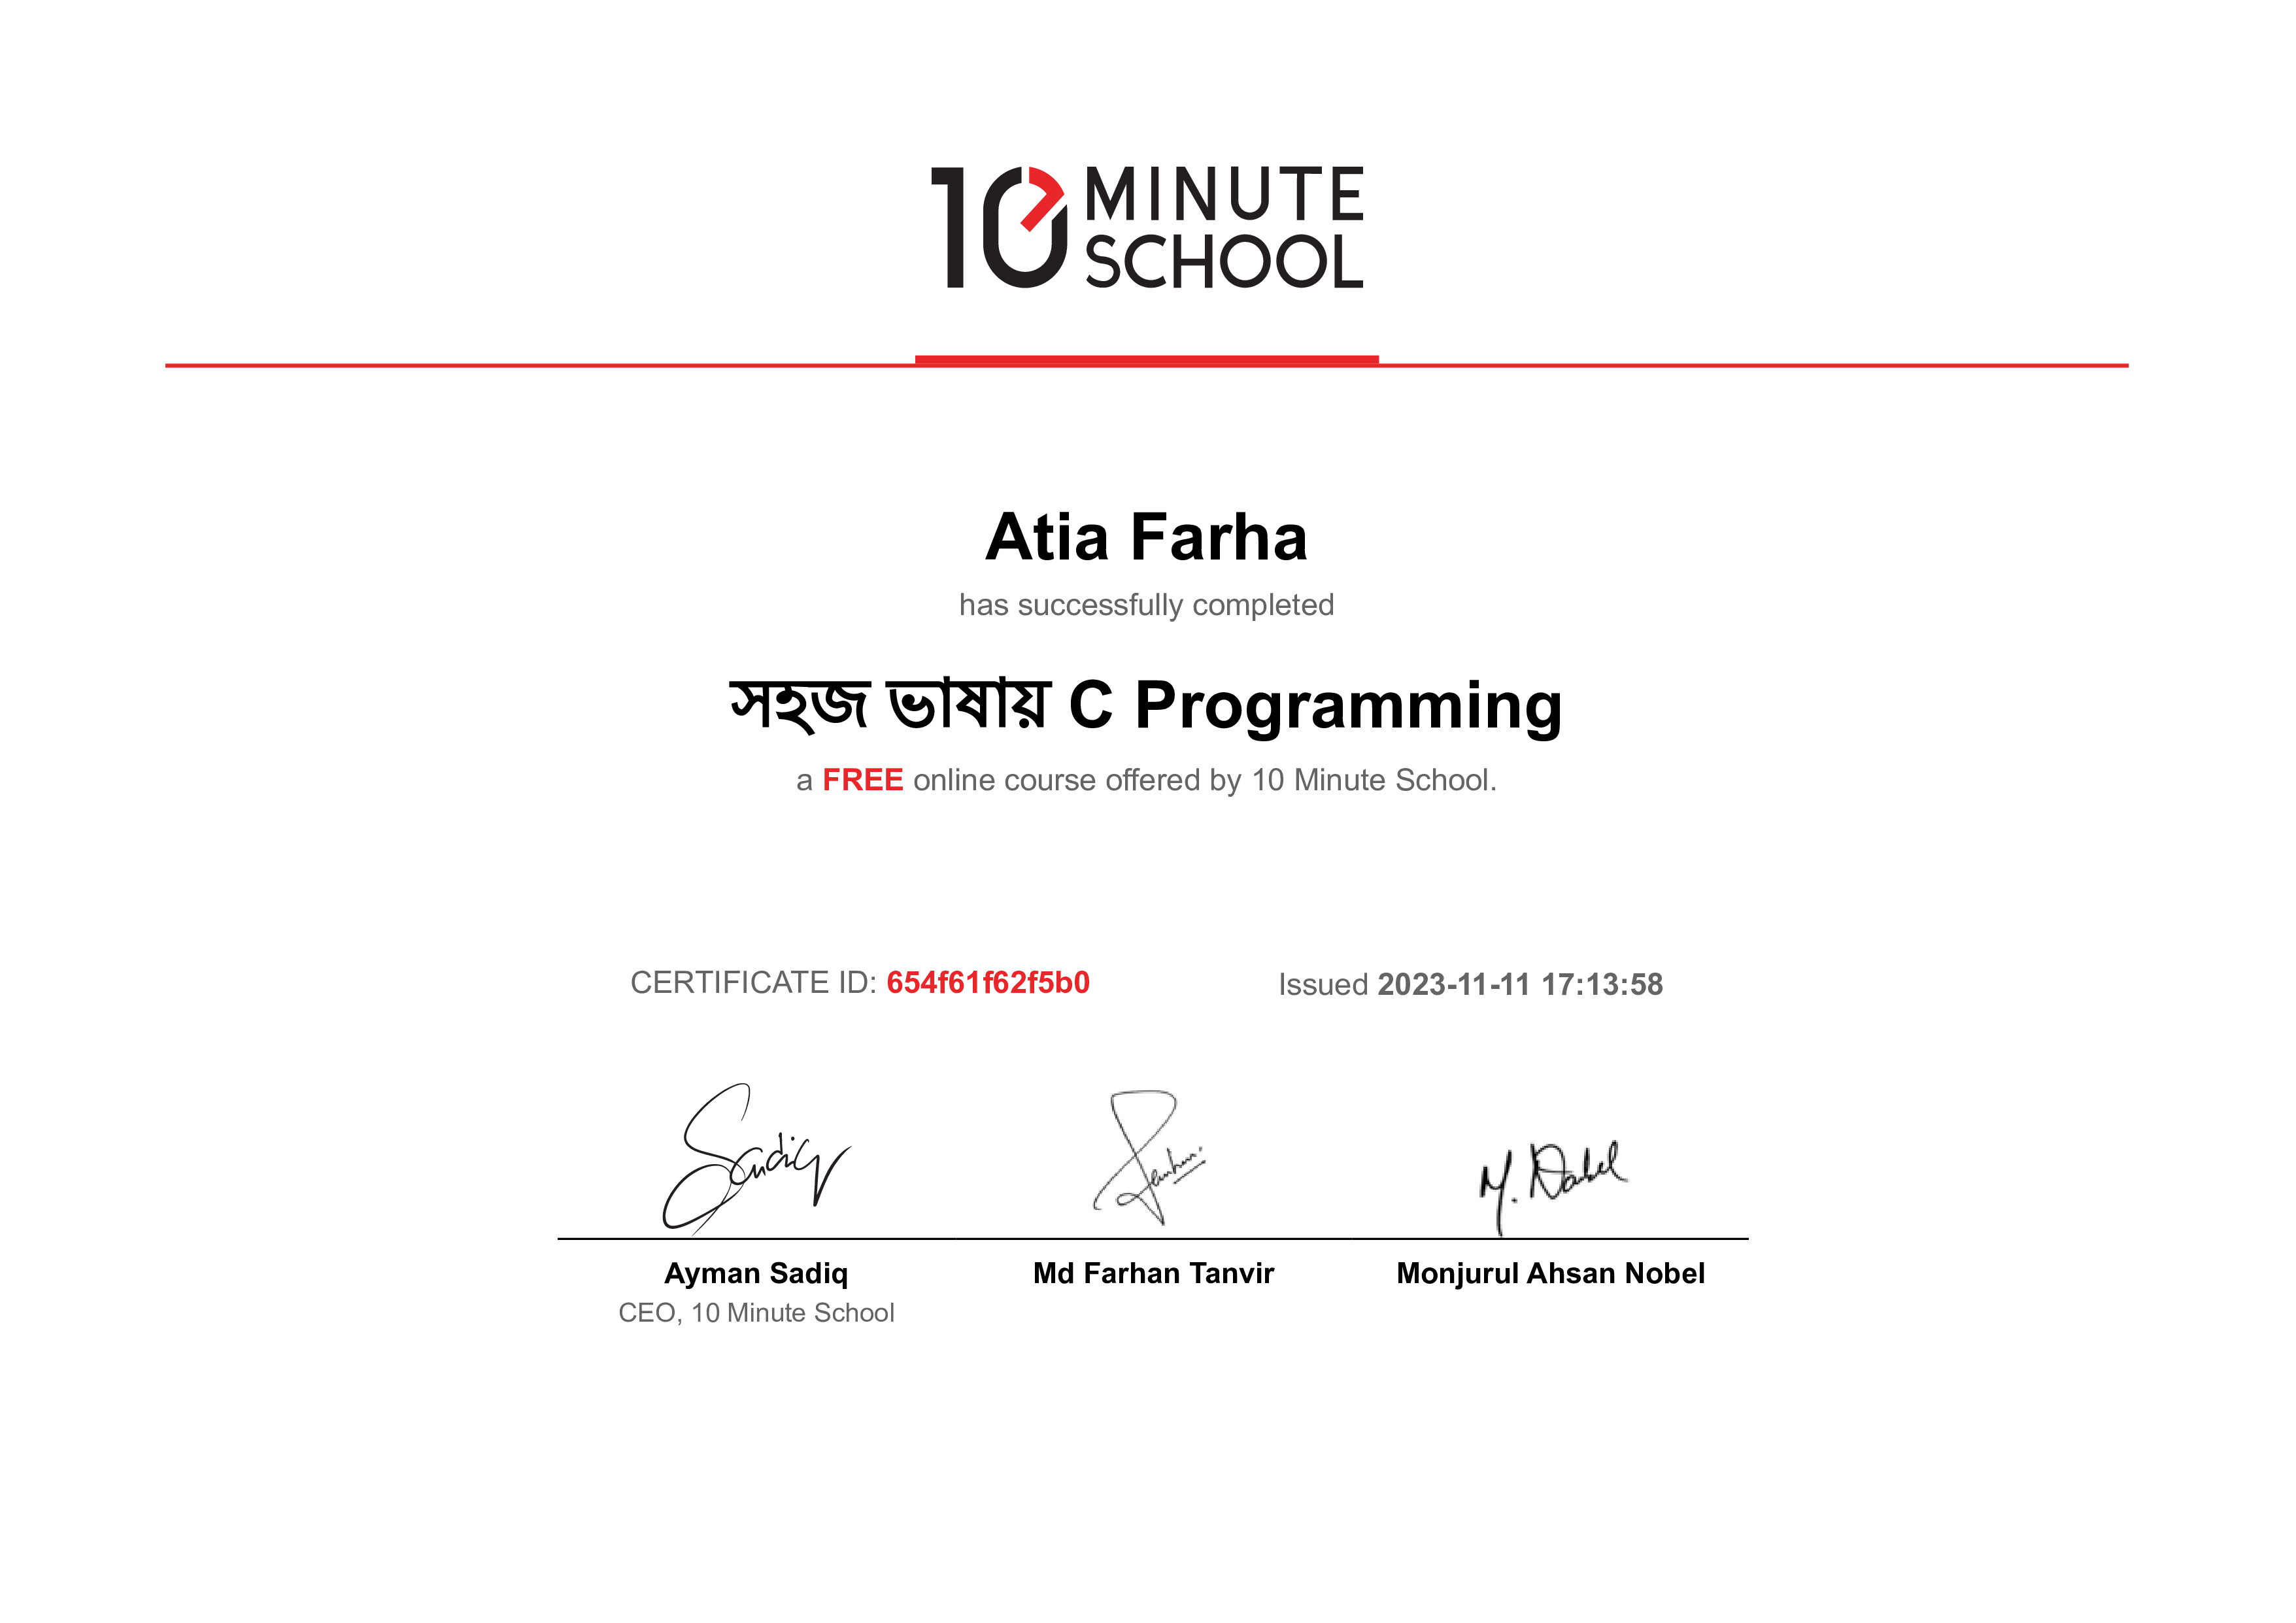 10 MINUTE
SCHOOL
Atia Farha
has successfully completed
সহজ ভাষায় C Programming
a FREE online course offered by 10 Minute School.
CERTIFICATE ID: 654f61f62f5b0 Issued 2023-11-11 17:13:58
Sadiq
M. Nobel
Ayman Sadiq Md Farhan Tanvir Monjurul Ahsan Nobel
CEO, 10 Minute School